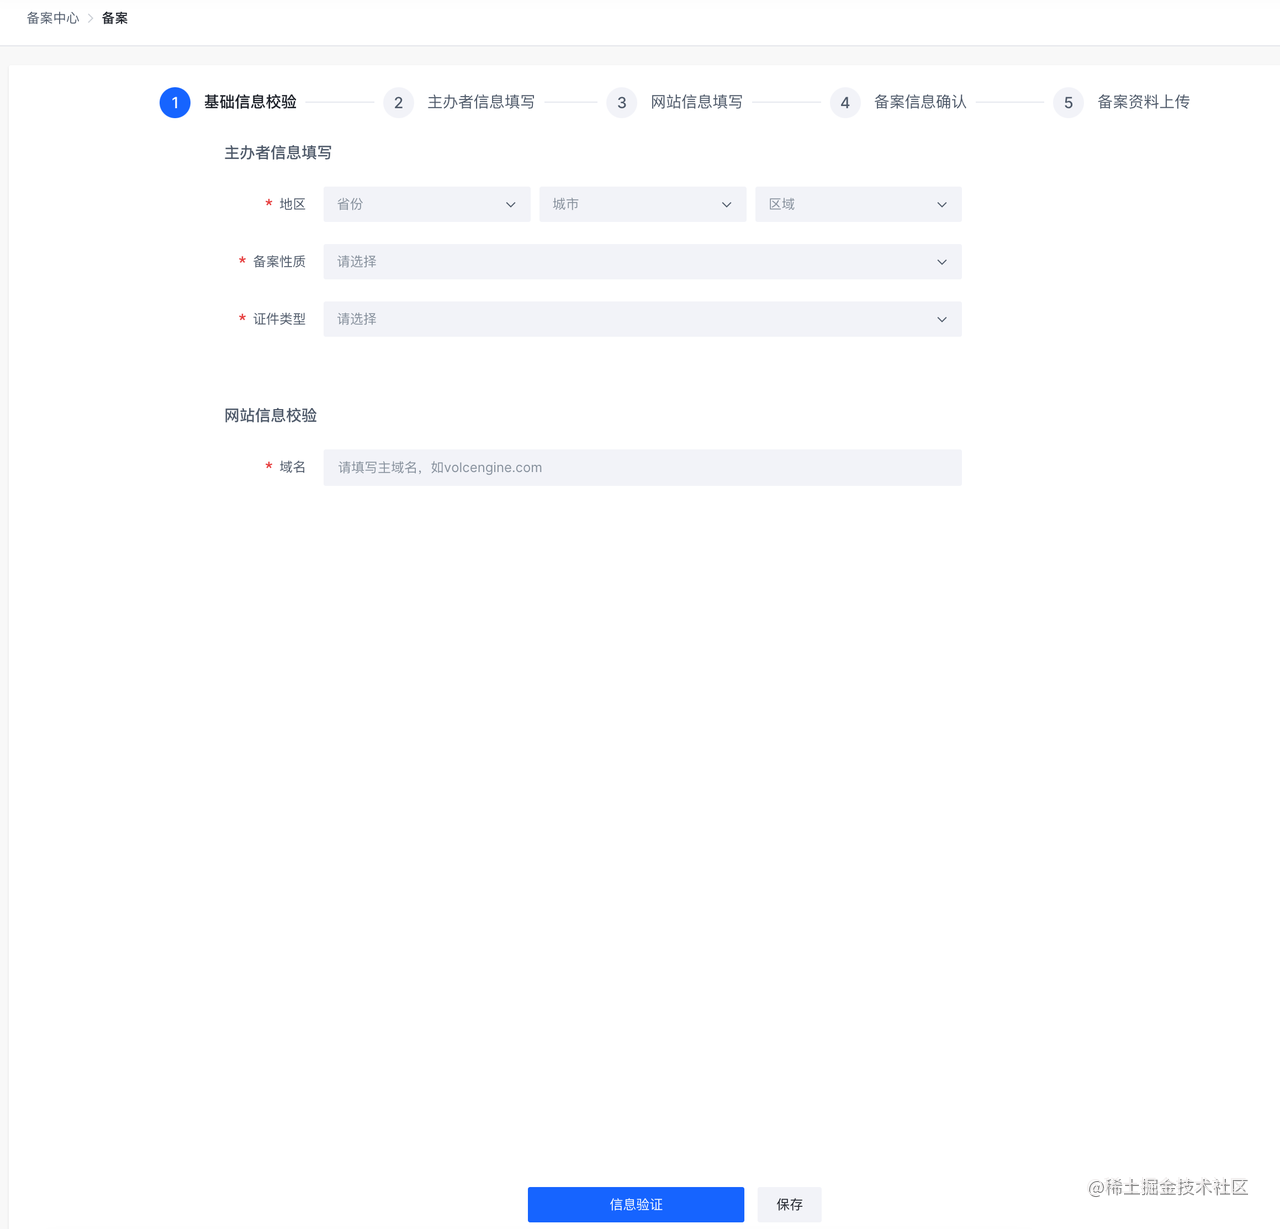 备案中心 > 备案
1 基础信息校验 2 主办者信息填写 3 网站信息填写 4 备案信息确认 5 备案资料上传
主办者信息填写
* 地区 省份 城市 区域
* 备案性质 请选择
* 证件类型 请选择
网站信息校验
* 域名 请填写主域名，如volcengine.com
@稀土掘金技术社区
信息验证 保存